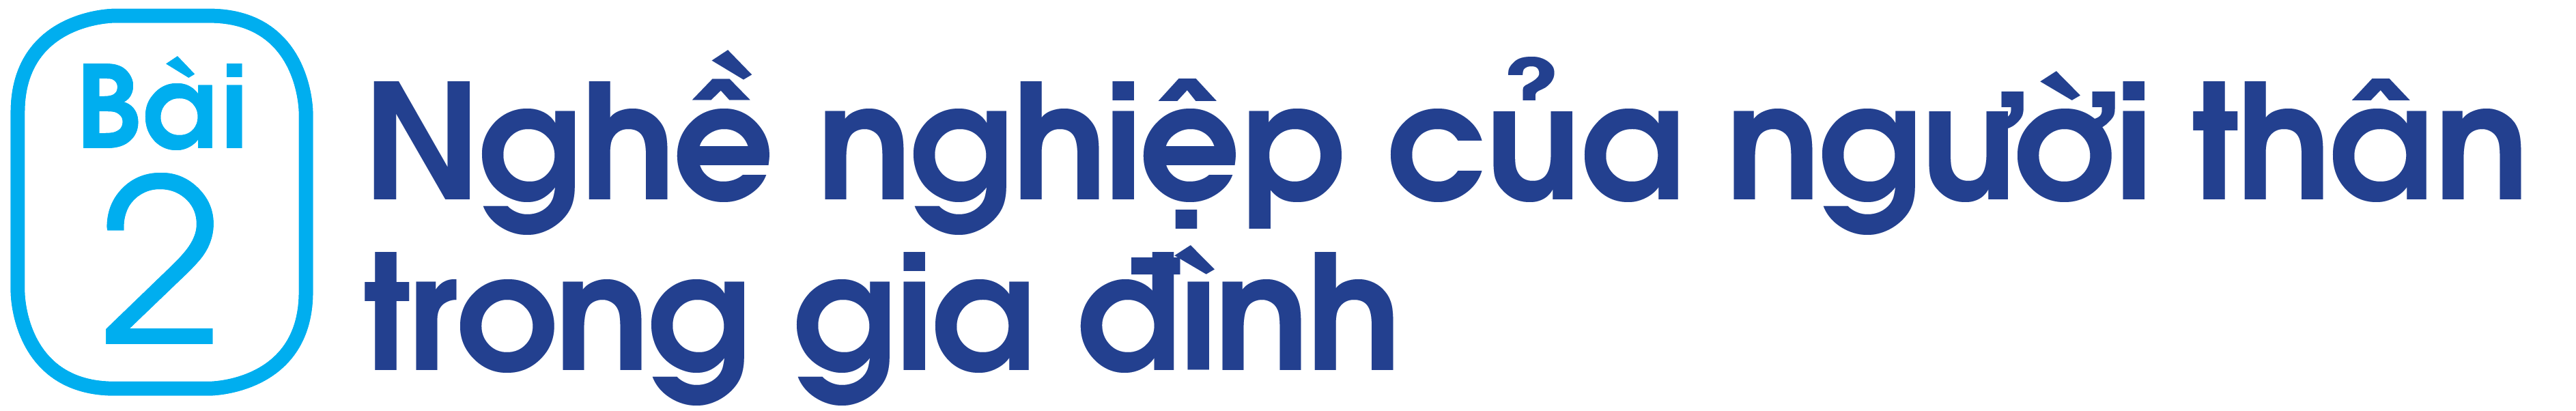 Bài
2
Nghề nghiệp của người thân
trong gia đình